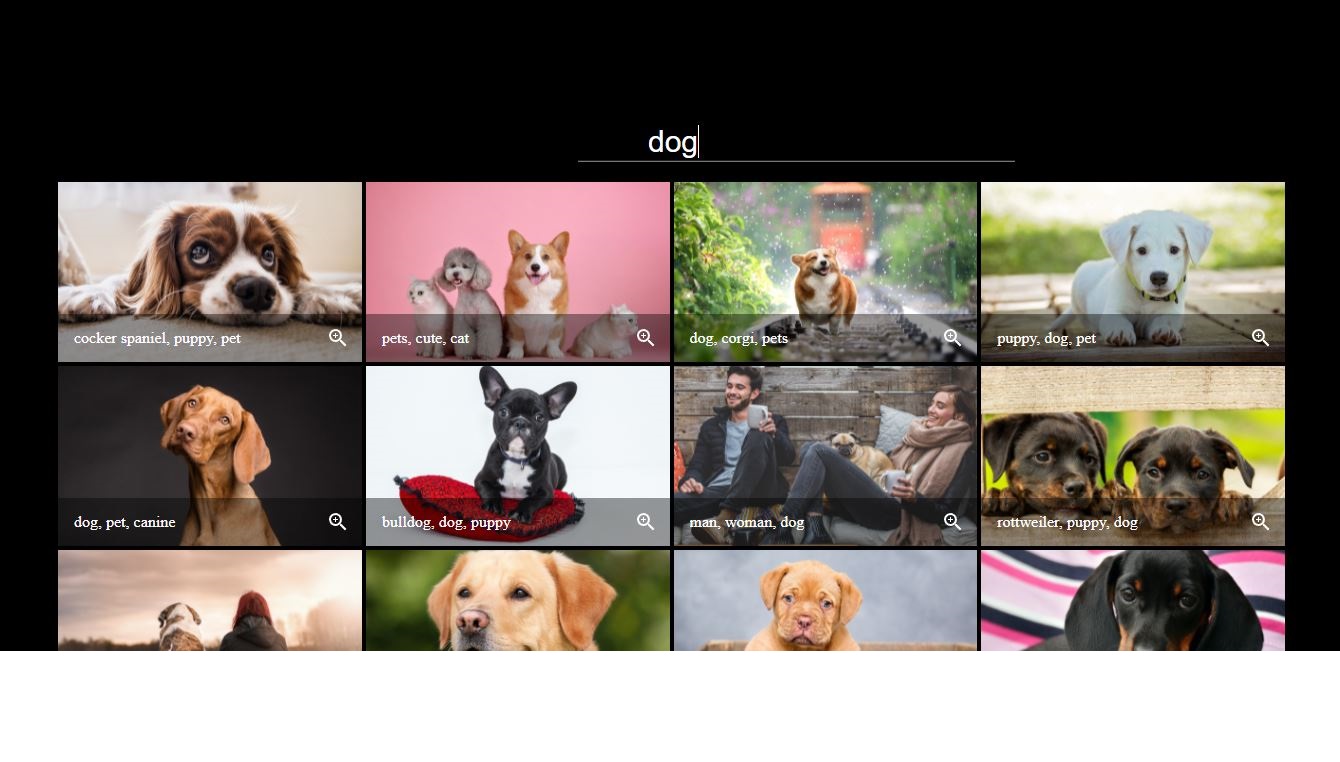 dog
cocker spaniel, puppy, pet
pets, cute, cat
dog, corgi, pets
puppy, dog, pet
dog, pet, canine
bulldog, dog, puppy
man, woman, dog
rottweiler, puppy, dog